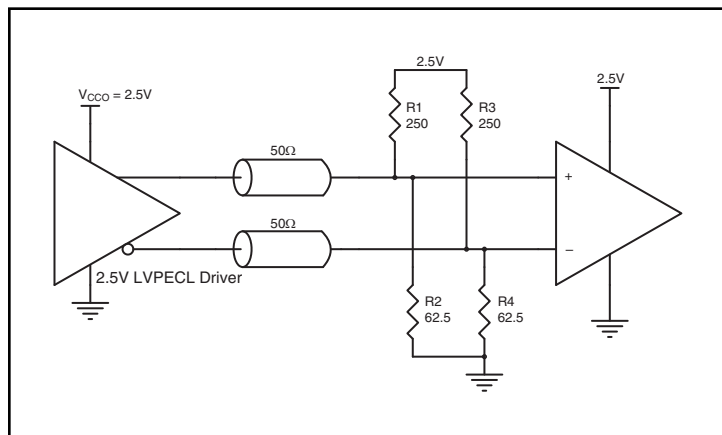 2.5V
V_CCO = 2.5V
2.5V
R1
250
R3
250
50Ω
+
50Ω
−
2.5V LVPECL Driver
R2
62.5
R4
62.5